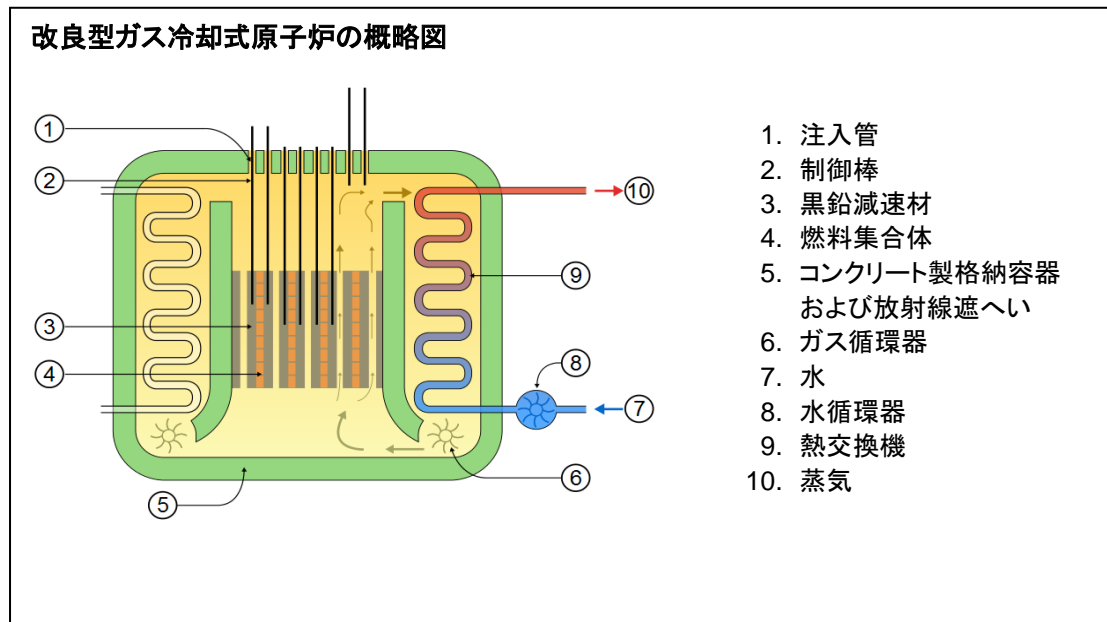 改良型ガス冷却式原子炉の概略図
1
2
3
4
5
6
7
8
9
10
1. 注入管
2. 制御棒
3. 黒鉛減速材
4. 燃料集合体
5. コンクリート製格納容器
および放射線遮へい
6. ガス循環器
7. 水
8. 水循環器
9. 熱交換機
10. 蒸気